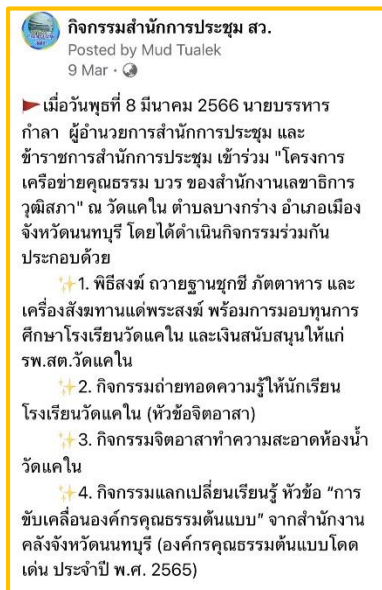 กิจกรรมสำนักการประชุม สว.
Posted by Mud Tualek
9 Mar ·
เมื่อวันพุธที่ 8 มีนาคม 2566 นายบรรหาร
กำลา ผู้อำนวยการสำนักการประชุม และ
ข้าราชการสำนักการประชุม เข้าร่วม "โครงการ
เครือข่ายคุณธรรม บวร ของสำนักงานเลขาธิการ
วุฒิสภา" ณ วัดแคใน ตำบลบางกร่าง อำเภอเมือง
จังหวัดนนทบุรี โดยได้ดำเนินกิจกรรมร่วมกัน
ประกอบด้วย
✨1. พิธีสงฆ์ ถวายฐานชุกชี ภัตตาหาร และ
เครื่องสังฆทานแด่พระสงฆ์ พร้อมการมอบทุนการ
ศึกษาโรงเรียนวัดแคใน และเงินสนับสนุนให้แก่
รพ.สต.วัดแคใน
✨2. กิจกรรมถ่ายทอดความรู้ให้นักเรียน
โรงเรียนวัดแคใน (หัวข้อจิตอาสา)
✨3. กิจกรรมจิตอาสาทำความสะอาดห้องน้ำ
วัดแคใน
✨4. กิจกรรมแลกเปลี่ยนเรียนรู้ หัวข้อ “การ
ขับเคลื่อนองค์กรคุณธรรมต้นแบบ” จากสำนักงาน
คลังจังหวัดนนทบุรี (องค์กรคุณธรรมต้นแบบโดด
เด่น ประจำปี พ.ศ. 2565)